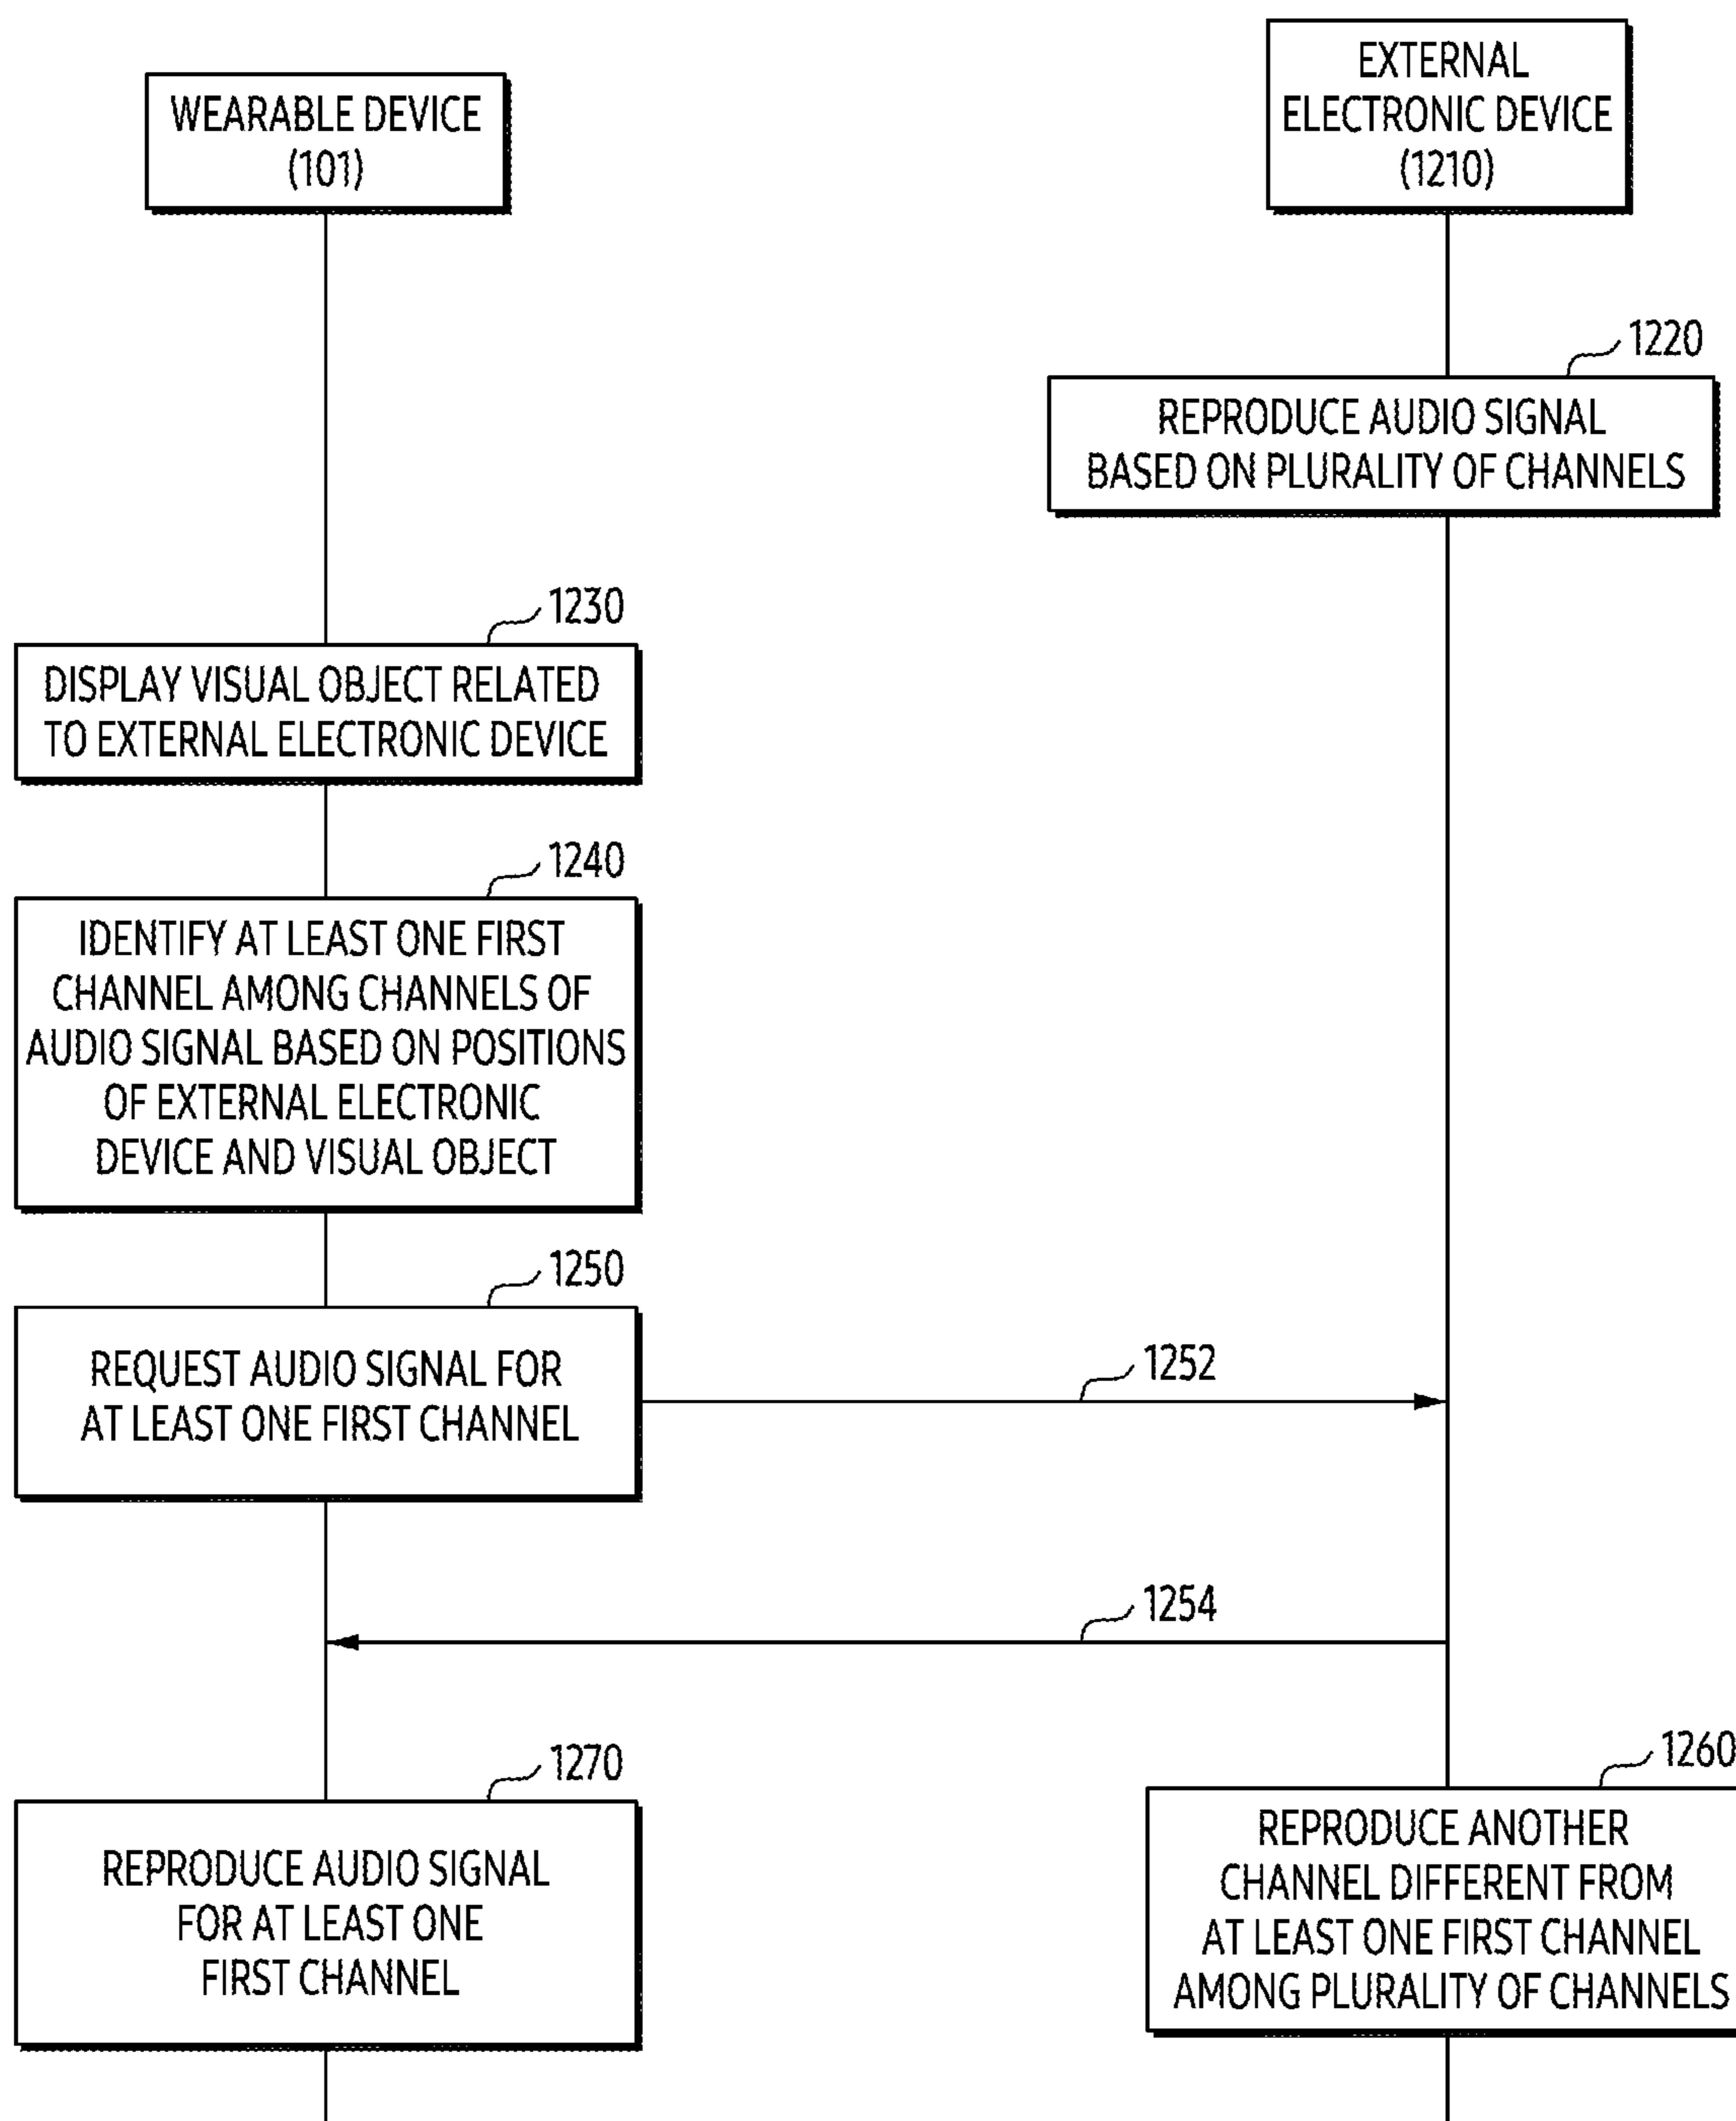 WEARABLE DEVICE
(101)
EXTERNAL
ELECTRONIC DEVICE
(1210)
1220
REPRODUCE AUDIO SIGNAL
BASED ON PLURALITY OF CHANNELS
1230
DISPLAY VISUAL OBJECT RELATED
TO EXTERNAL ELECTRONIC DEVICE
1240
IDENTIFY AT LEAST ONE FIRST
CHANNEL AMONG CHANNELS OF
AUDIO SIGNAL BASED ON POSITIONS
OF EXTERNAL ELECTRONIC
DEVICE AND VISUAL OBJECT
1250
REQUEST AUDIO SIGNAL FOR
AT LEAST ONE FIRST CHANNEL
1252
1254
1270
REPRODUCE AUDIO SIGNAL
FOR AT LEAST ONE
FIRST CHANNEL
1260
REPRODUCE ANOTHER
CHANNEL DIFFERENT FROM
AT LEAST ONE FIRST CHANNEL
AMONG PLURALITY OF CHANNELS